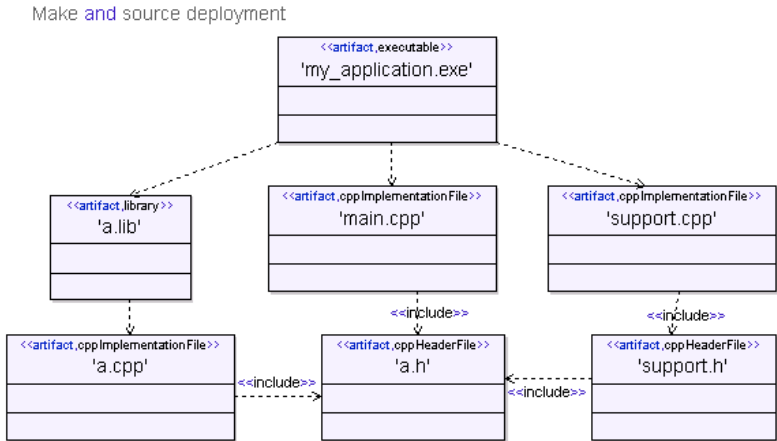 Make and source deployment
<<artifact,executable>>
'my_application.exe'
<<artifact,library>>
'a.lib'
<<artifact,cppImplementationFile>>
'main.cpp'
<<artifact,cppImplementationFile>>
'support.cpp'
<<include>>
<<include>>
<<artifact,cppImplementationFile>>
'a.cpp'
<<include>>
<<artifact,cppHeaderFile>>
'a.h'
<<include>>
<<artifact,cppHeaderFile>>
'support.h'